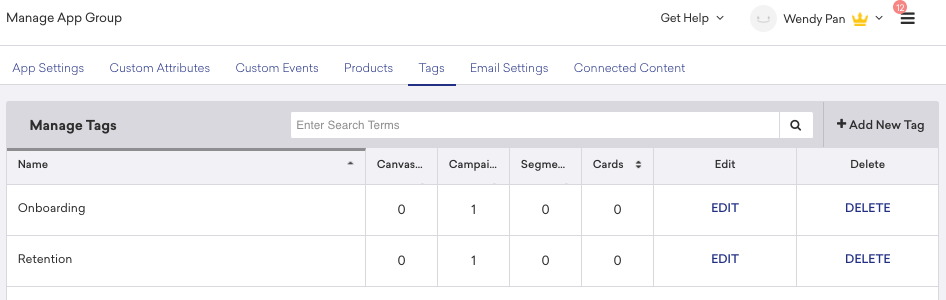 Manage App Group
Get Help
Wendy Pan
12
App Settings Custom Attributes Custom Events Products Tags Email Settings Connected Content
Manage Tags
Enter Search Terms
+ Add New Tag
Name Canvas... Campai... Segme... Cards Edit Delete
Onboarding 0 1 0 0 EDIT DELETE
Retention 0 1 0 0 EDIT DELETE